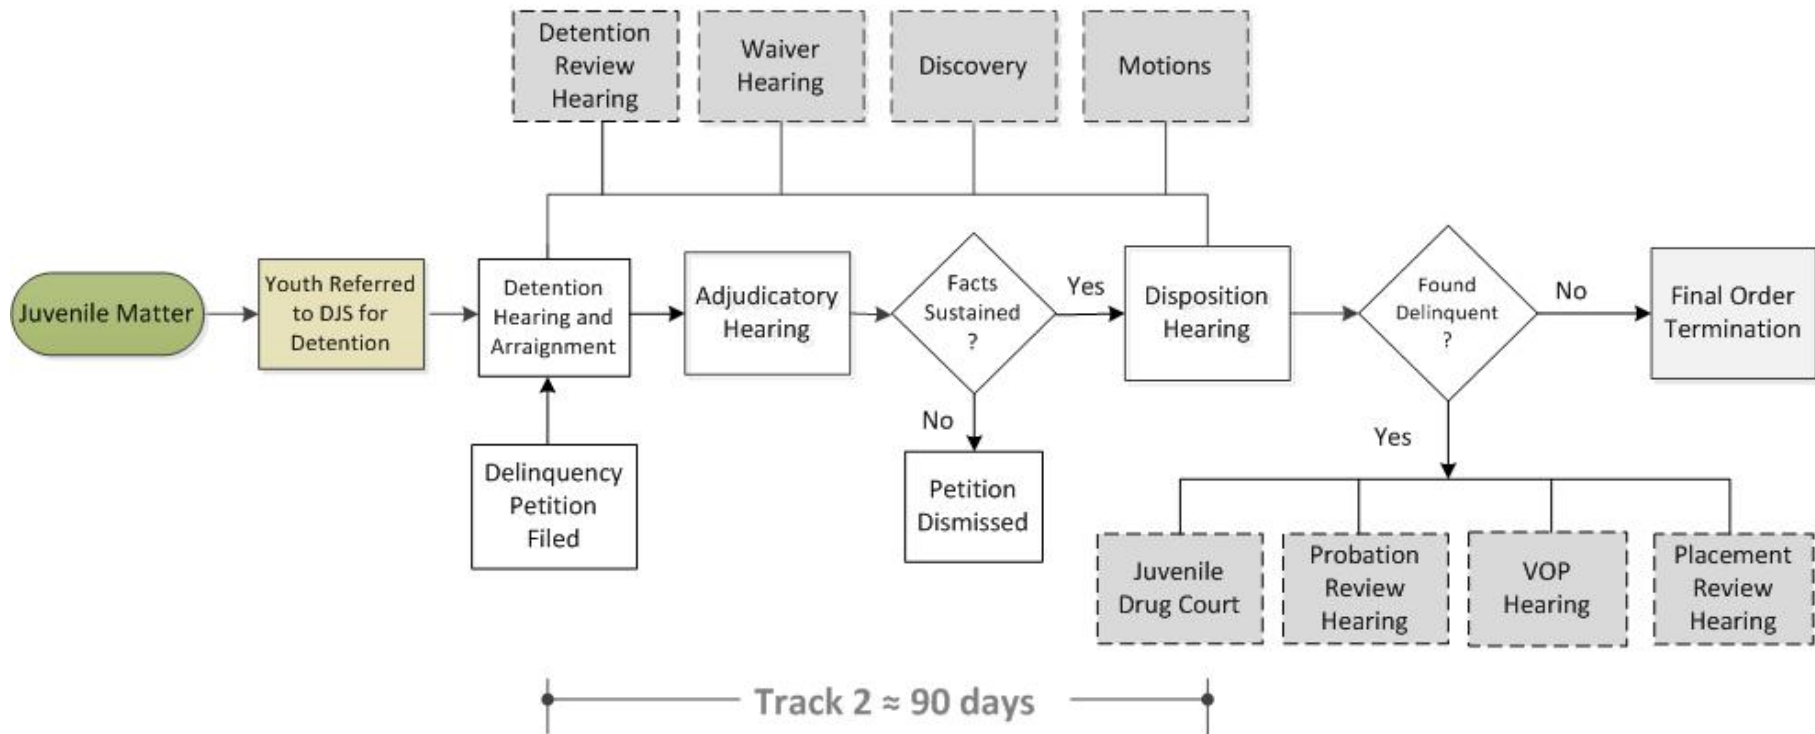 Detention
Review
Hearing
Waiver
Hearing
Discovery
Motions
Juvenile Matter
Youth Referred
to DJS for
Detention
Detention
Hearing and
Arraignment
Adjudicatory
Hearing
Facts
Sustained
?
Yes
Disposition
Hearing
Found
Delinquent
?
No
Final Order
Termination
No
Yes
Delinquency
Petition
Filed
Petition
Dismissed
Juvenile
Drug Court
Probation
Review
Hearing
VOP
Hearing
Placement
Review
Hearing
Track 2 ≈ 90 days